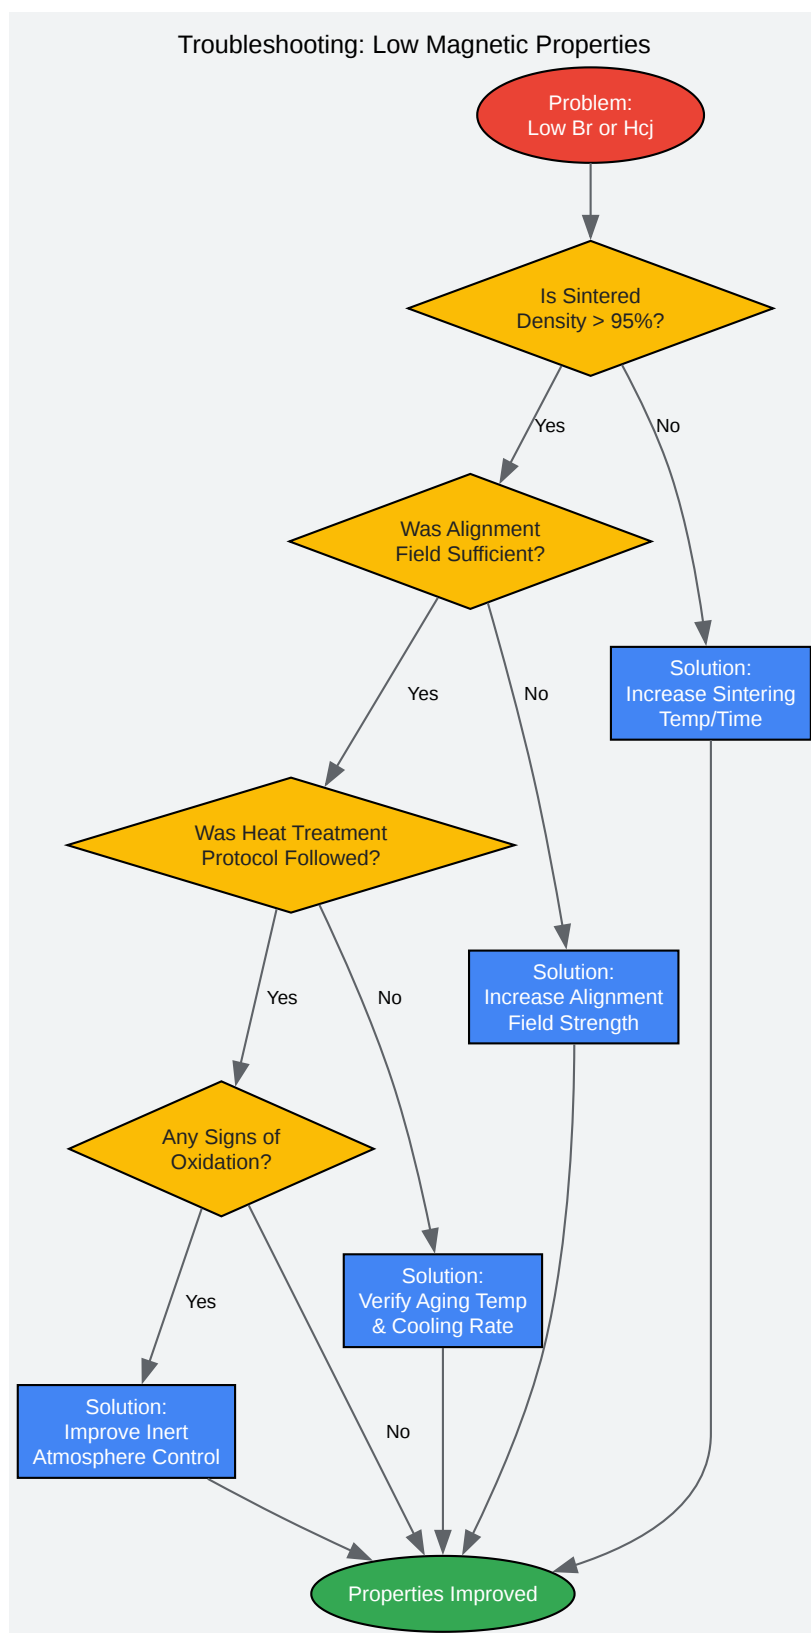 Troubleshooting: Low Magnetic Properties
Problem:
Low Br or Hcj
Is Sintered
Density > 95%?
Yes
No
Was Alignment
Field Sufficient?
Solution:
Increase Sintering
Temp/Time
Yes
No
Was Heat Treatment
Protocol Followed?
Solution:
Increase Alignment
Field Strength
Yes
No
Any Signs of
Oxidation?
Solution:
Verify Aging Temp
& Cooling Rate
Yes
No
Solution:
Improve Inert
Atmosphere Control
Properties Improved